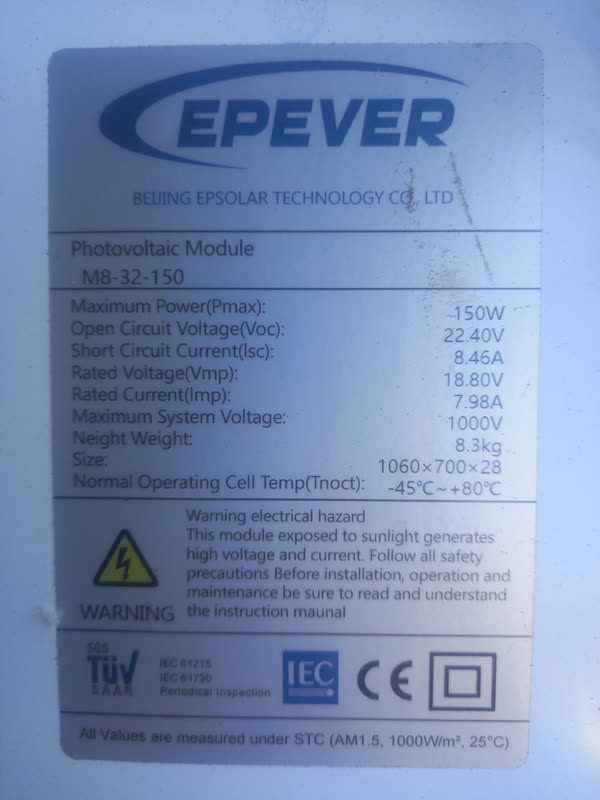 EPEVER
BEIJING EPSOLAR TECHNOLOGY CO., LTD
Photovoltaic Module
M8-32-150
Maximum Power(Pmax): 150W
Open Circuit Voltage(Voc): 22.40V
Short Circuit Current(Isc): 8.46A
Rated Voltage(Vmp): 18.80V
Rated Current(Imp): 7.98A
Maximum System Voltage: 1000V
Neight Weight: 8.3kg
Size: 1060×700×28
Normal Operating Cell Temp(Tnoct): -45℃~+80℃
Warning electrical hazard
This module exposed to sunlight generates
high voltage and current. Follow all safety
precautions Before installation, operation and
maintenance be sure to read and understand
the instruction maunal
WARNING
SGS
TÜV
SAAR
IEC 61215
IEC 61730
Periodical Inspection
IEC
CE
All Values are measured under STC (AM1.5, 1000W/m², 25°C)